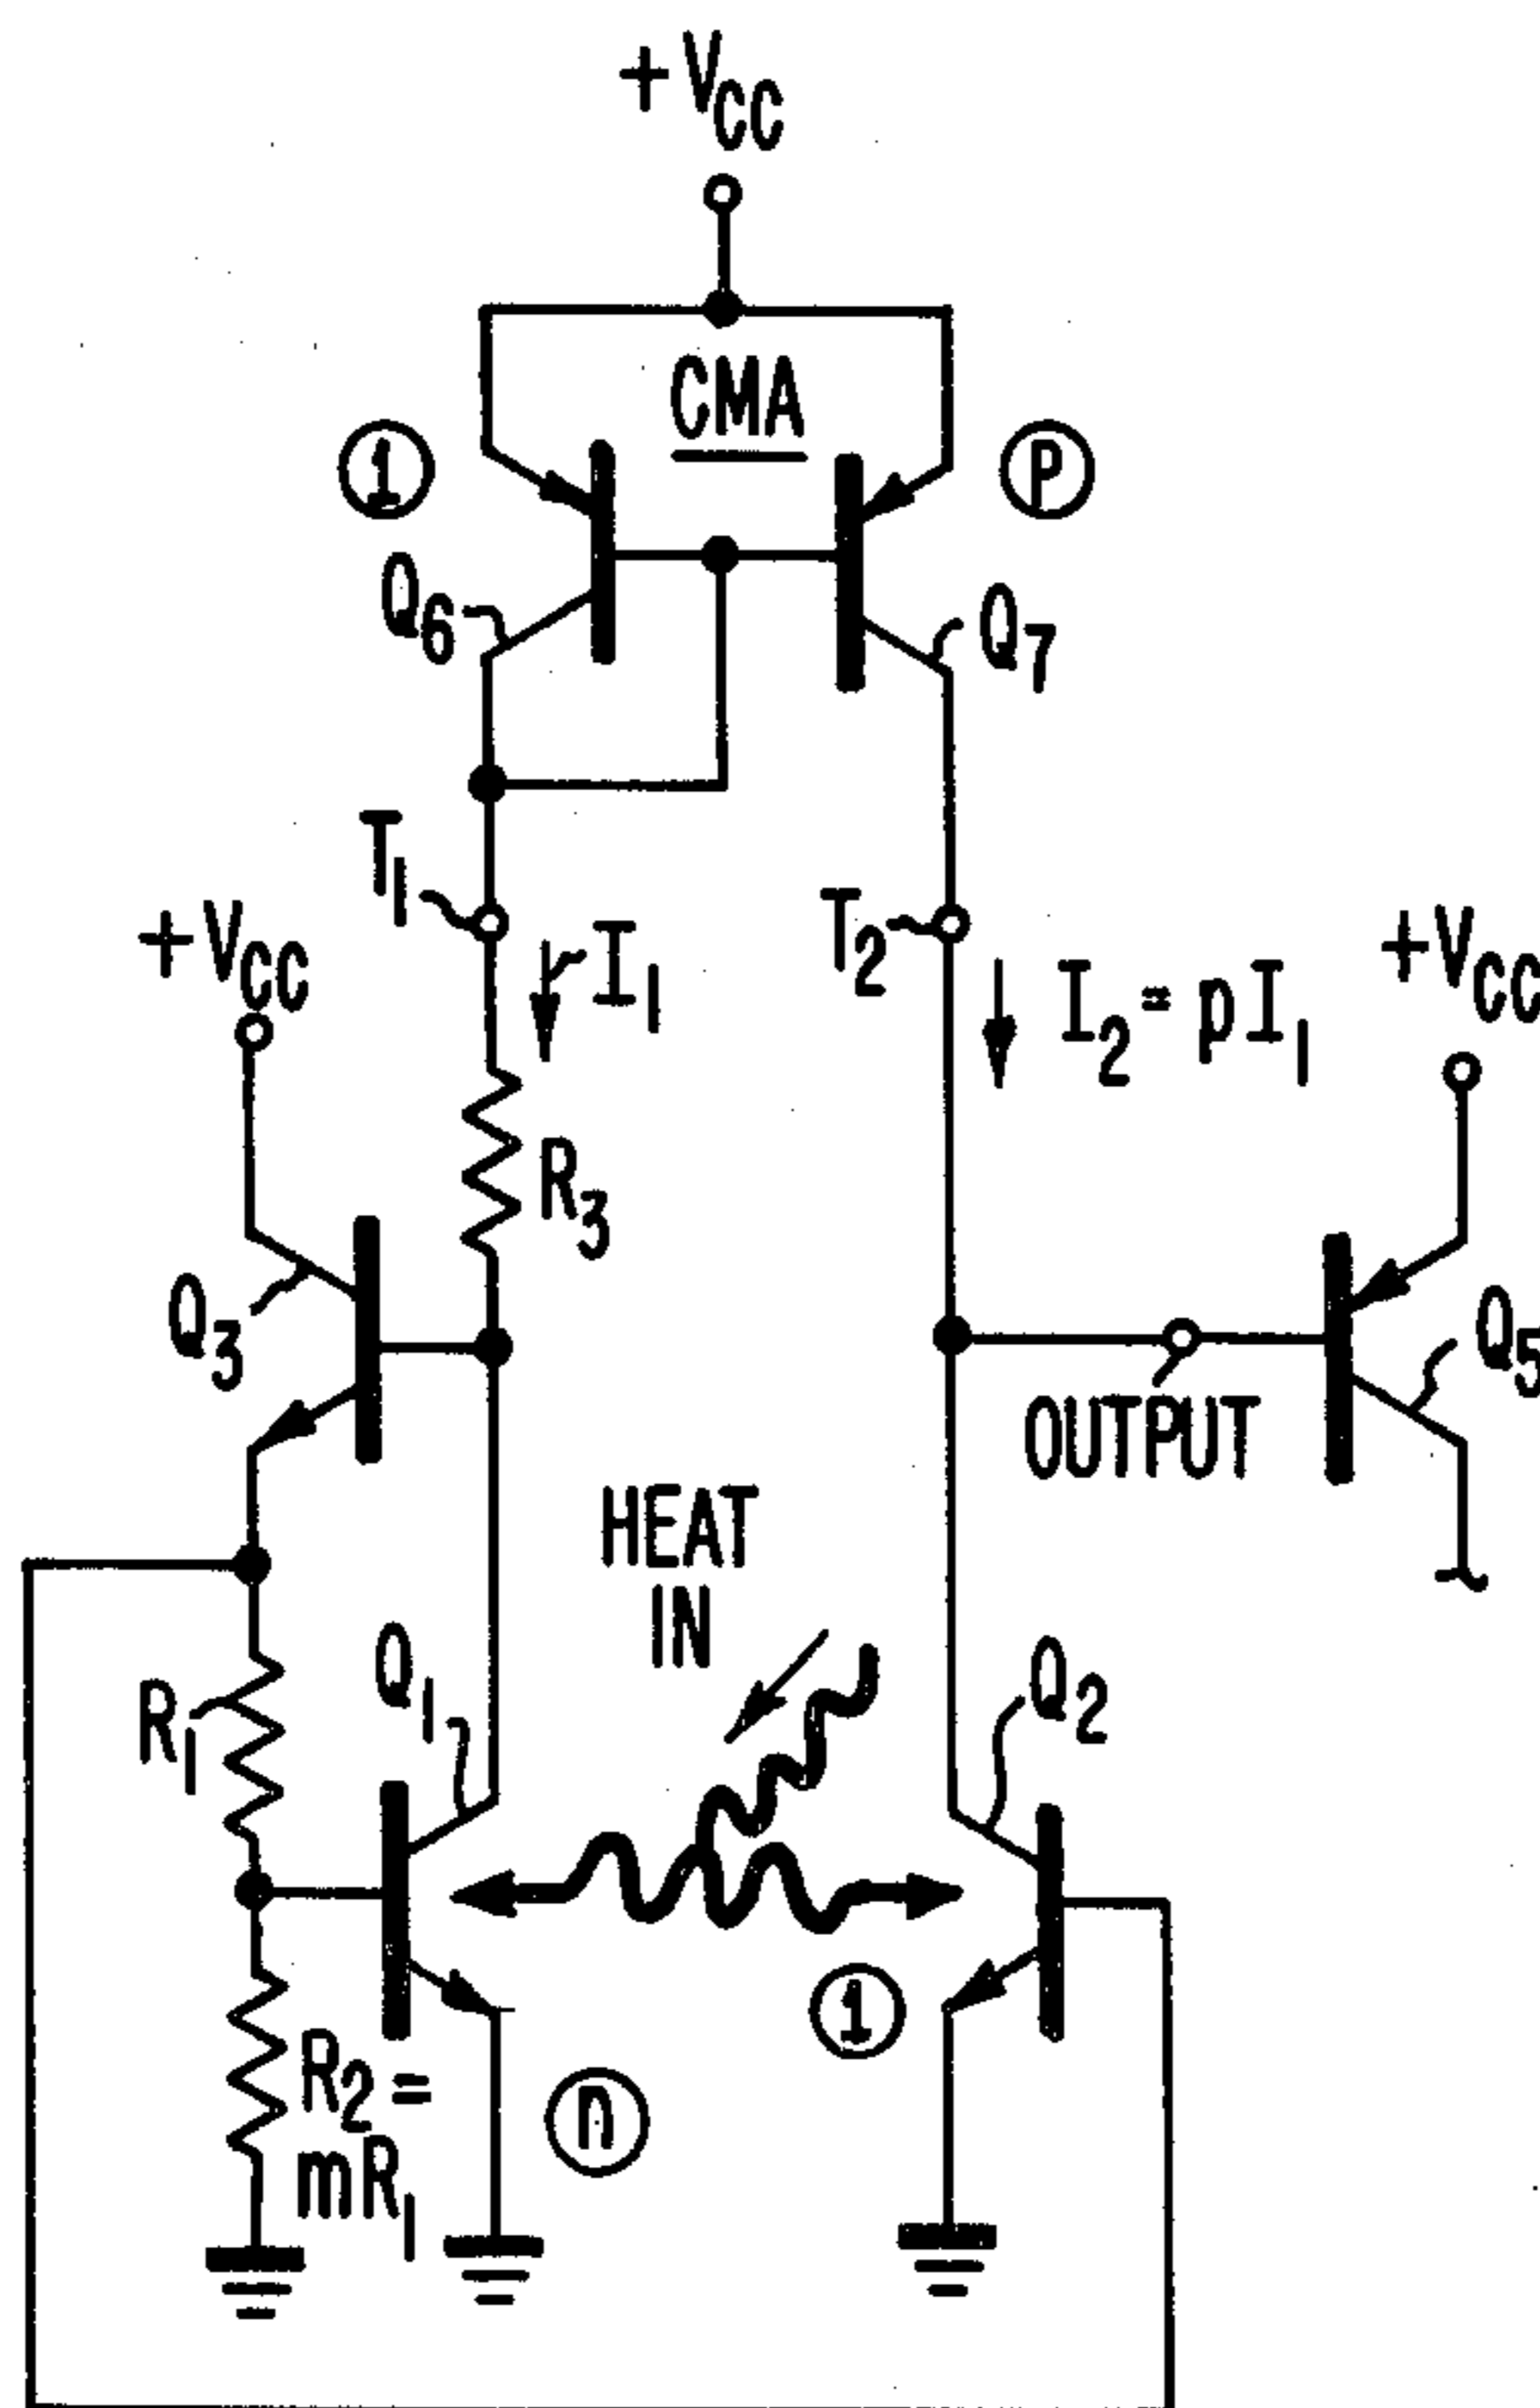 +VCC
CMA
1
P
Q6
Q7
T1
I1
T2
I2=pI1
+VCC
+VCC
R3
Q3
Q5
OUTPUT
HEAT
IN
Q1
Q2
R1
1
R2=
mR1
n